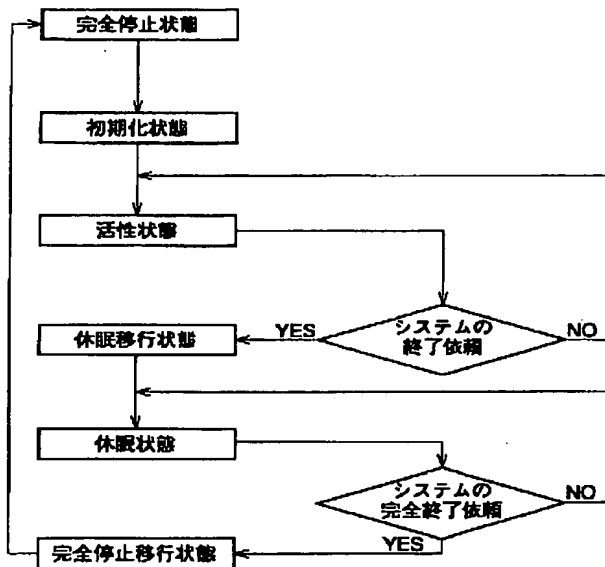 完全停止状態
初期化状態
活性状態
システムの
終了依頼
YES
NO
休眠移行状態
休眠状態
システムの
完全終了依頼
NO
YES
完全停止移行状態